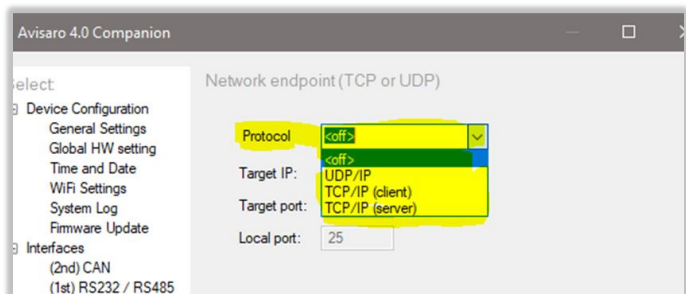 Avisaro 4.0 Companion
elect:
Device Configuration
General Settings
Global HW setting
Time and Date
WiFi Settings
System Log
Firmware Update
Interfaces
(2nd) CAN
(1st) RS232 / RS485
Network endpoint (TCP or UDP)
Protocol <off>
<off>
UDP/IP
TCP/IP (client)
TCP/IP (server)
Target IP:
Target port:
Local port: 25